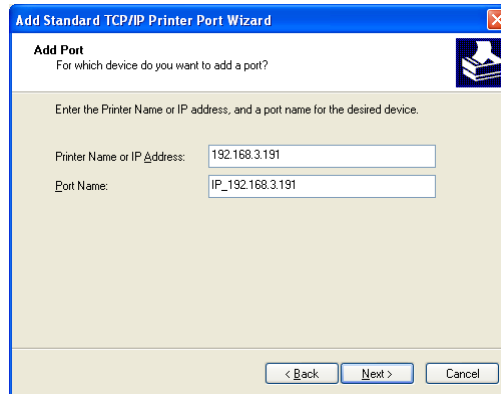 Add Standard TCP/IP Printer Port Wizard
Add Port
For which device do you want to add a port?
Enter the Printer Name or IP address, and a port name for the desired device.
Printer Name or IP Address: 192.168.3.191
Port Name: IP_192.168.3.191
< Back Next > Cancel